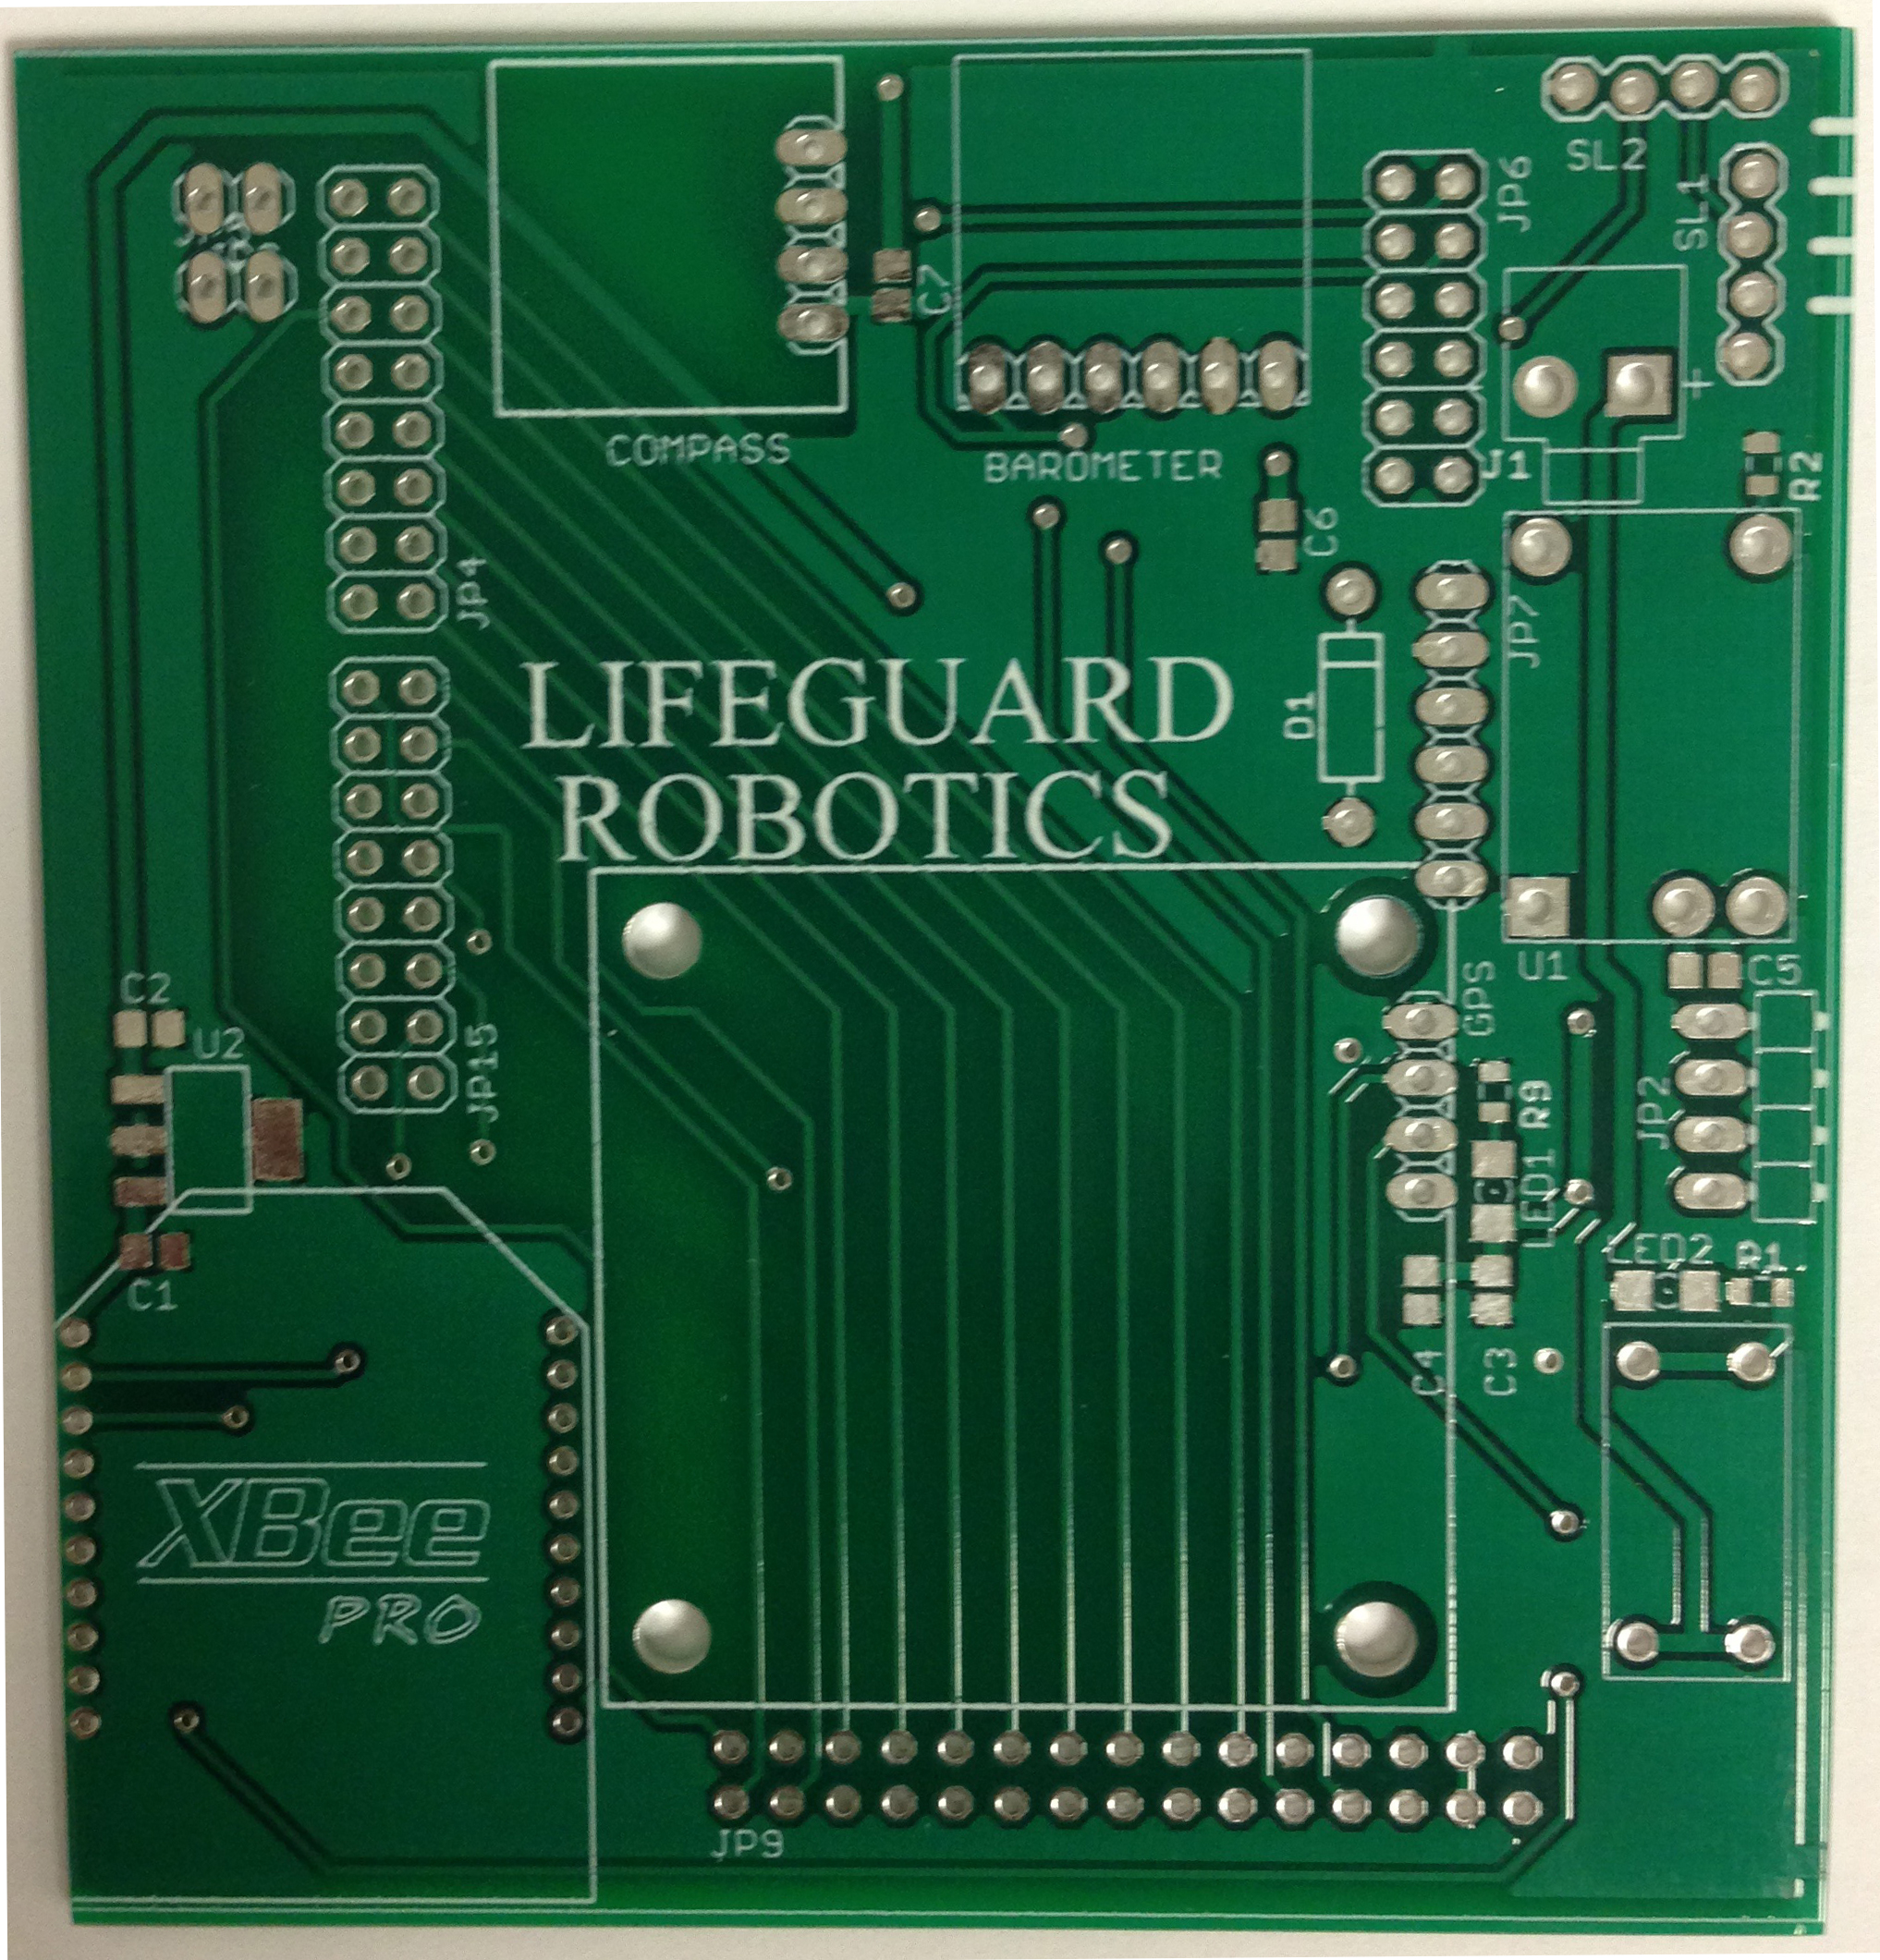 SL2
JP6
SL1
C7
+
COMPASS
BAROMETER
J1
R2
C6
JP4
JP7
D1
LIFEGUARD
ROBOTICS
U1
C5
GPS
C2
U2
JP15
JP2
R9
LED1
LED2
R1
C1
C4
C3
XBee
PRO
JP9